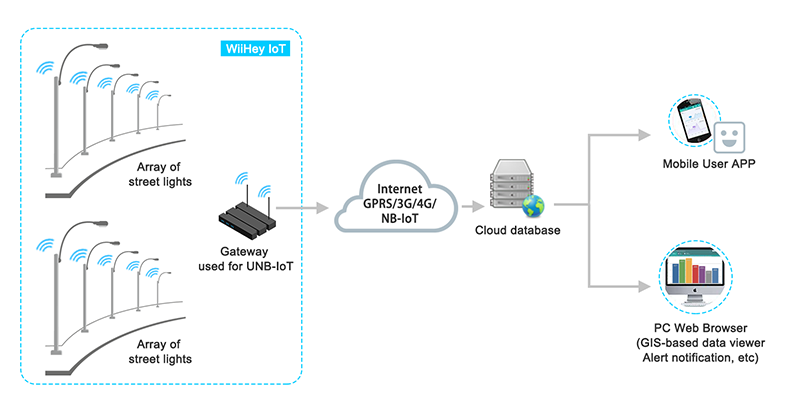 WiiHey IoT
Array of
street lights
Gateway
used for UNB-IoT
Array of
street lights
Internet
GPRS/3G/4G/
NB-IoT
Cloud database
Mobile User APP
PC Web Browser
(GIS-based data viewer
Alert notification, etc)